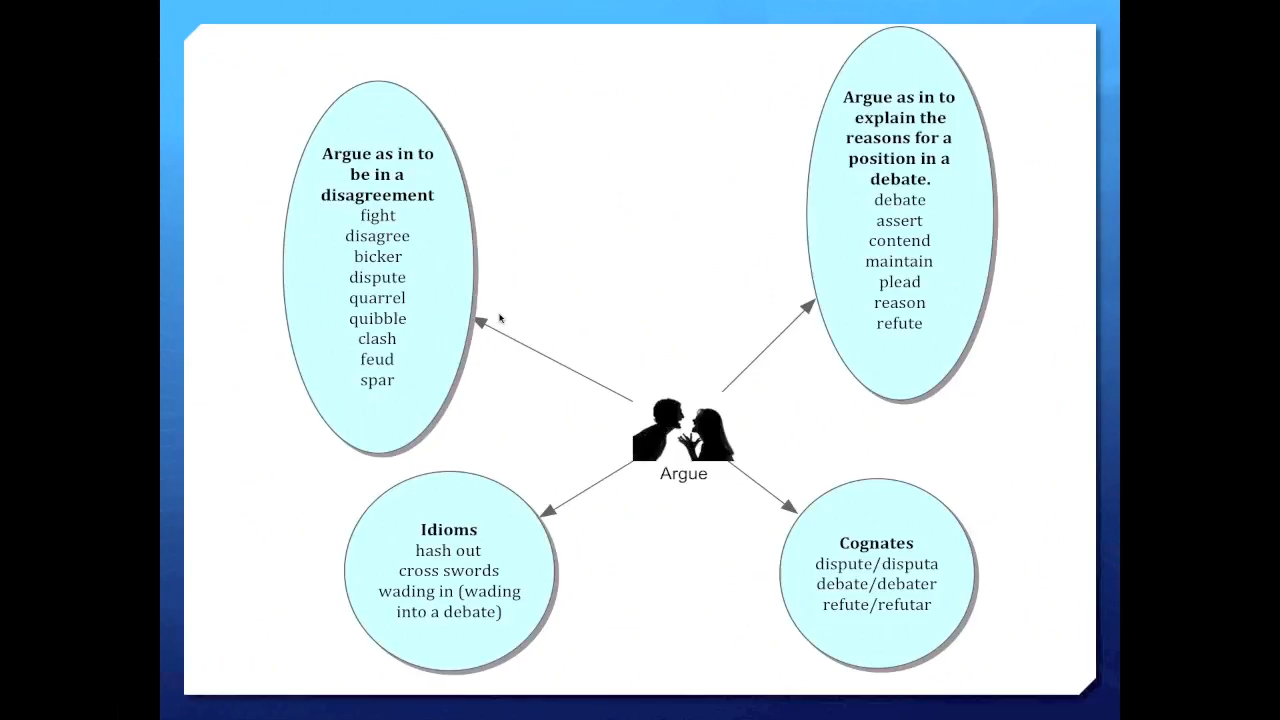 Argue as in to
be in a
disagreement
fight
disagree
bicker
dispute
quarrel
quibble
clash
feud
spar
Argue as in to
explain the
reasons for a
position in a
debate.
debate
assert
contend
maintain
plead
reason
refute
Argue
Idioms
hash out
cross swords
wading in (wading
into a debate)
Cognates
dispute/disputa
debate/debater
refute/refutar